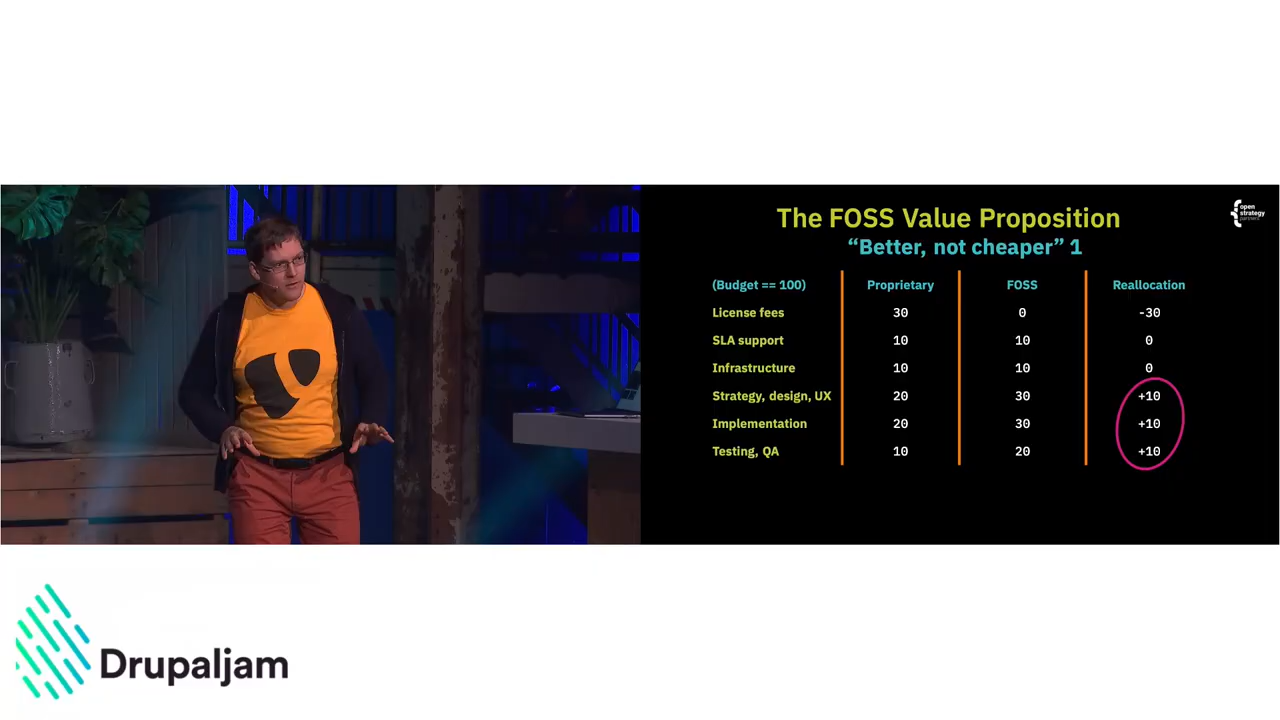 The FOSS Value Proposition
“Better, not cheaper” 1
open
strategy
partners
(Budget == 100) Proprietary FOSS Reallocation
License fees 30 0 -30
SLA support 10 10 0
Infrastructure 10 10 0
Strategy, design, UX 20 30 +10
Implementation 20 30 +10
Testing, QA 10 20 +10
Drupaljam